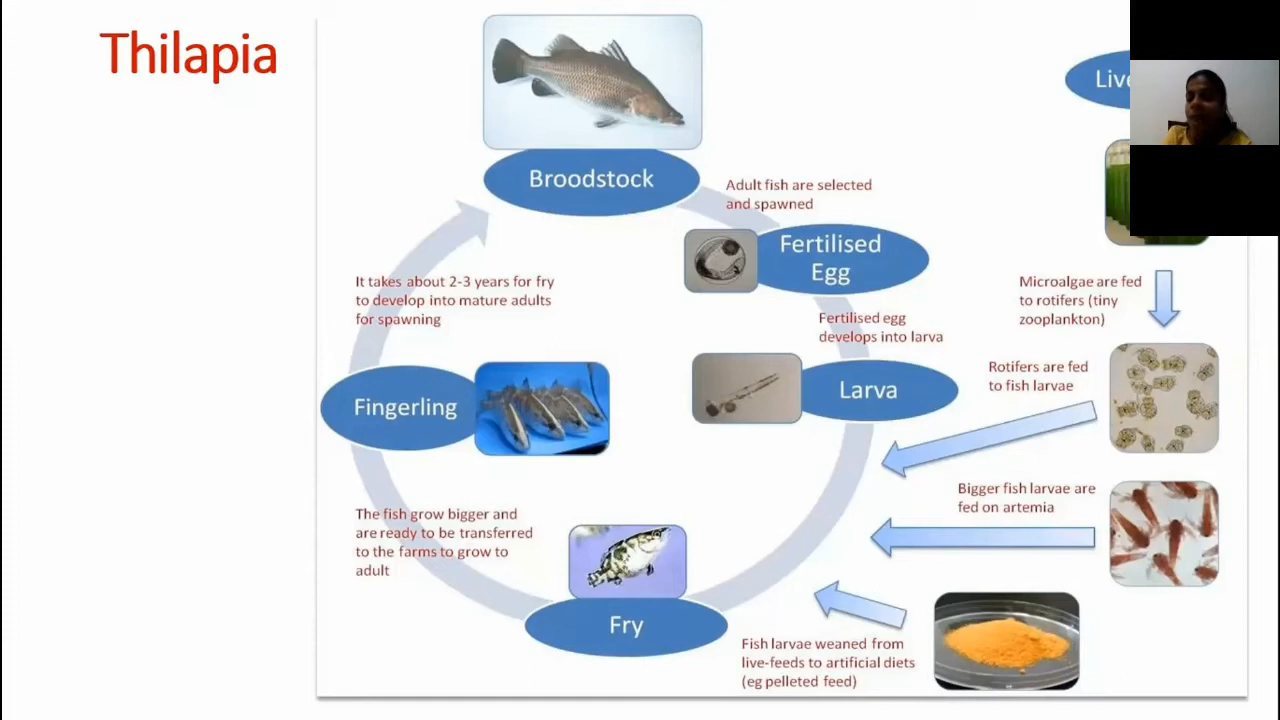 Thilapia
Broodstock
Adult fish are selected
and spawned
Fertilised
Egg
Fertilised egg
develops into larva
Larva
Microalgae are fed
to rotifers (tiny
zooplankton)
Rotifers are fed
to fish larvae
Bigger fish larvae are
fed on artemia
Fish larvae weaned from
live-feeds to artificial diets
(eg pelleted feed)
Fry
The fish grow bigger and
are ready to be transferred
to the farms to grow to
adult
Fingerling
It takes about 2-3 years for fry
to develop into mature adults
for spawning